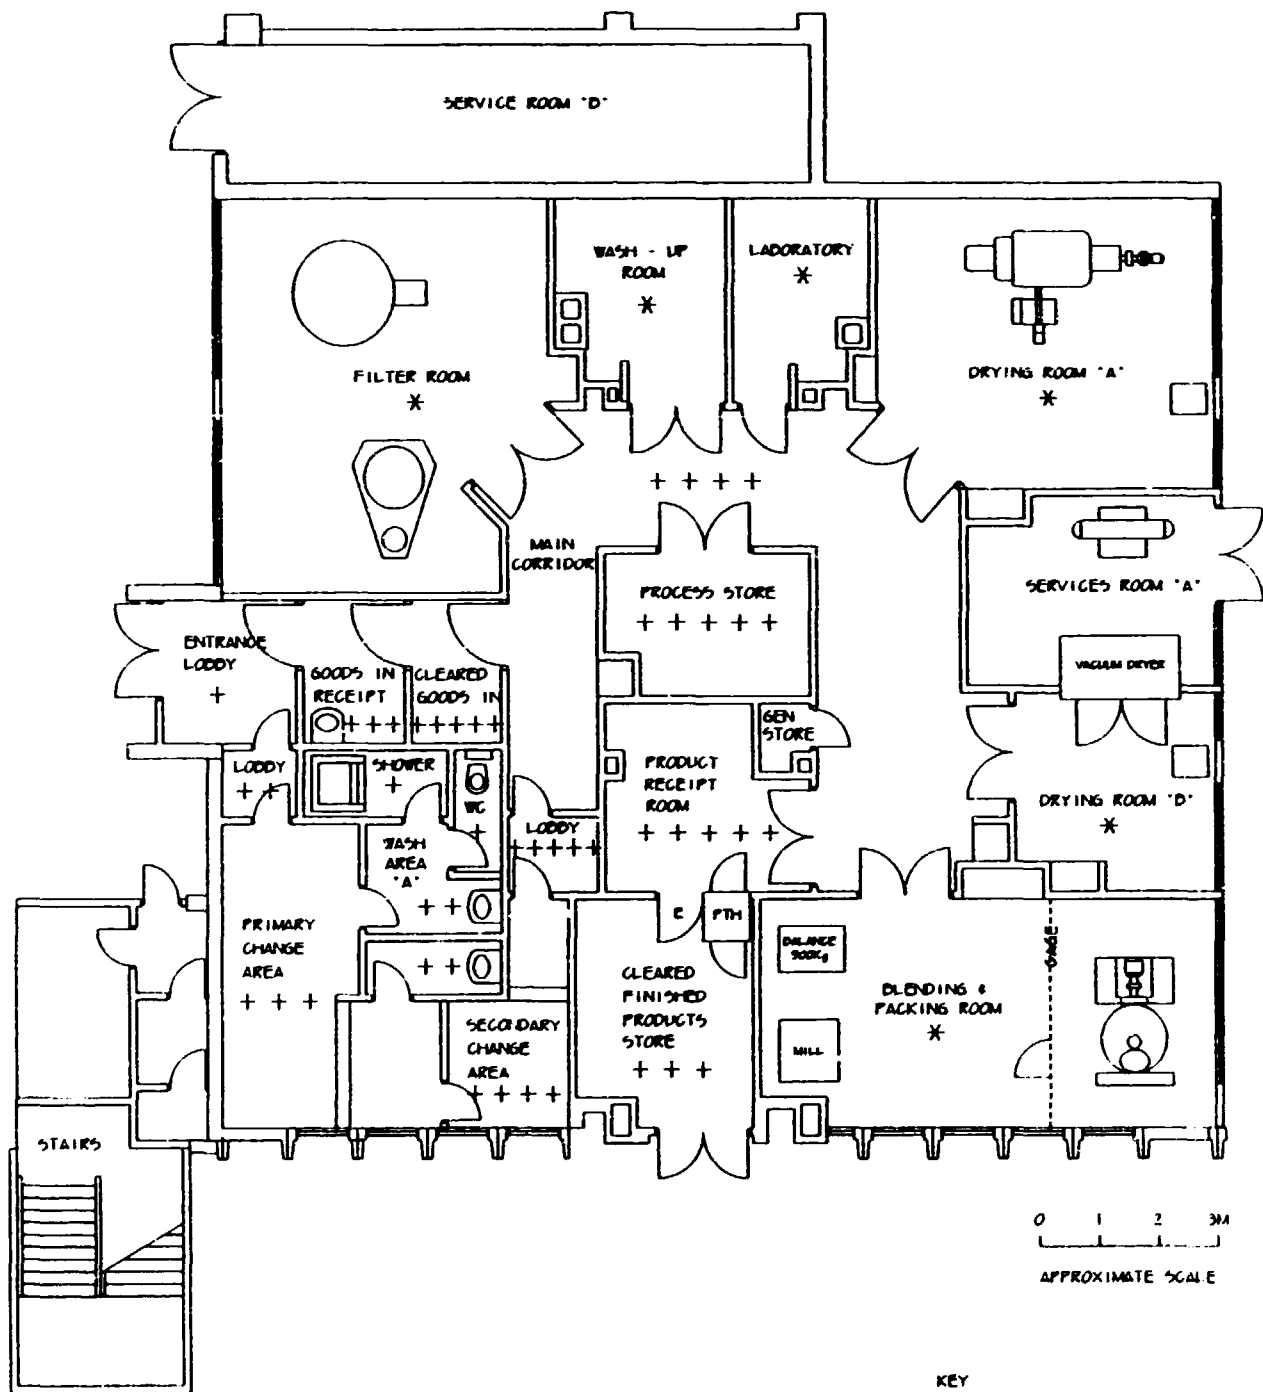 SERVICE ROOM "B"
WASH - UP
ROOM
*
LABORATORY
*
FILTER ROOM
*
DRYING ROOM "A"
*
+ + + +
MAIN
CORRIDOR
PROCESS STORE
+ + + + +
SERVICES ROOM "A"
VACUUM DRYER
ENTRANCE
LOBBY
+
GOODS IN
RECEIPT
+ + +
CLEARED
GOODS IN
+ + + + +
GEN
STORE
LOBBY
+ +
SHOWER
+
WC
+
PRODUCT
RECEIPT
ROOM
+ + + + +
LOBBY
+ + + + +
DRYING ROOM "B"
*
WASH
AREA
"A"
+ +
PRIMARY
CHANGE
AREA
+ + +
+ +
E
PTH
CLEARED
FINISHED
PRODUCTS
STORE
+ + +
BALANCE
300Kg
CAGE
BLENDING &
PACKING ROOM
*
MILL
SECONDARY
CHANGE
AREA
+ + + +
STAIRS
0 1 2 3M
APPROXIMATE SCALE
KEY